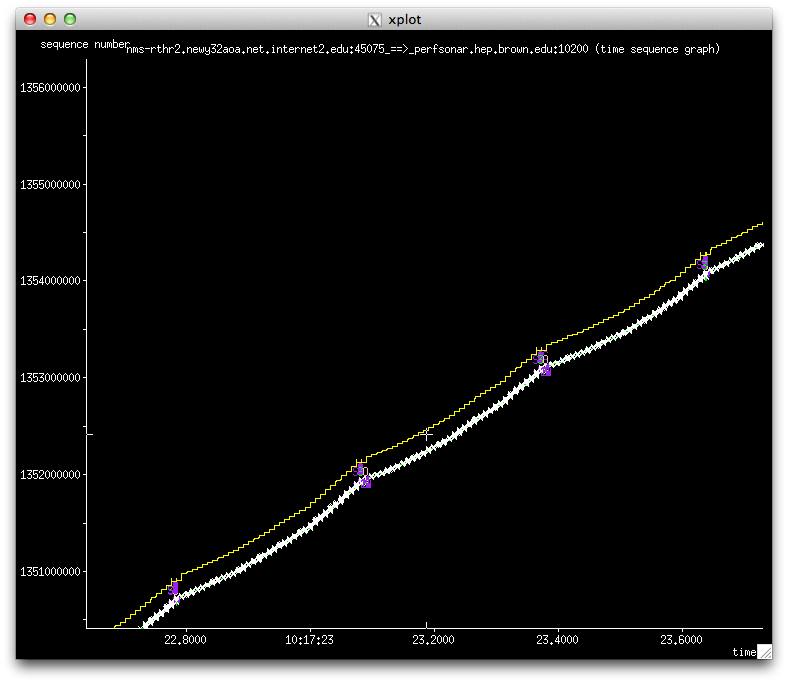 xplot
sequence number
nms-rthr2.newy32aoa.net.internet2.edu:45075_==>_perfsonar.hep.brown.edu:10200 (time sequence graph)
1356000000
1355000000
1354000000
1353000000
1352000000
1351000000
22.8000 10:17:23 23.2000 23.4000 23.6000
time